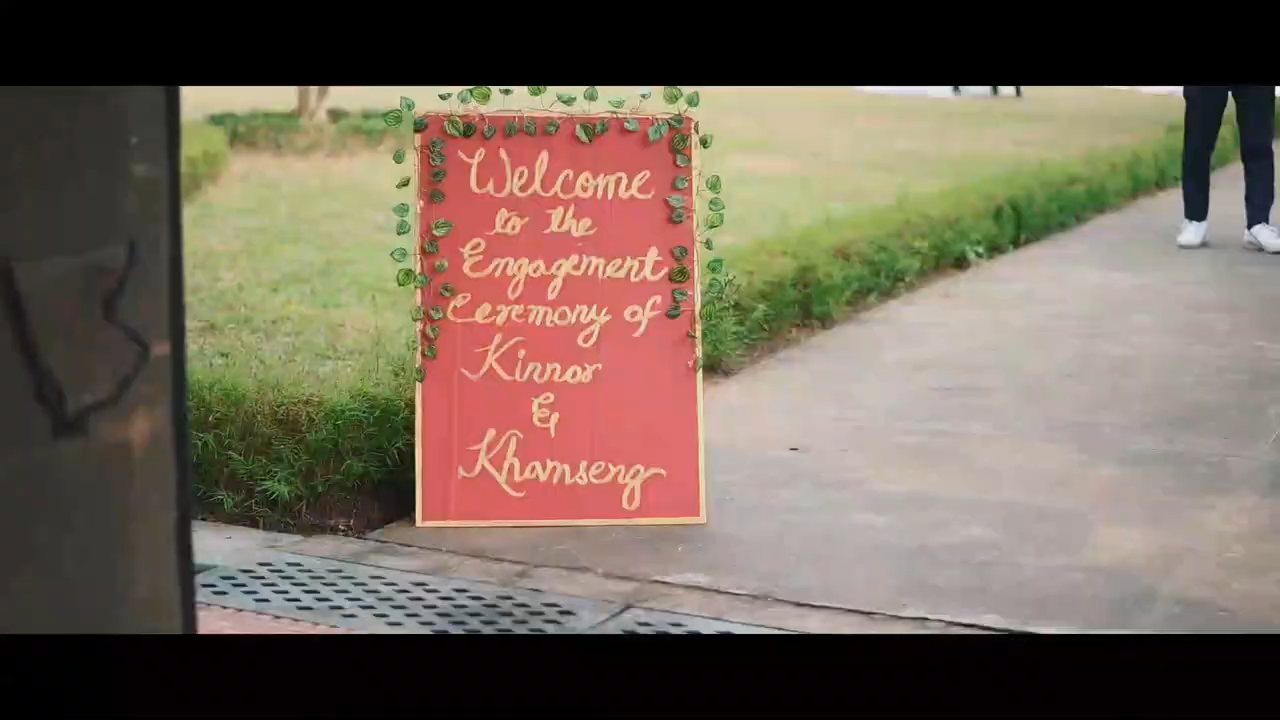 Welcome
to the
Engagement
Ceremony of
Kinnor
&
Khamseng